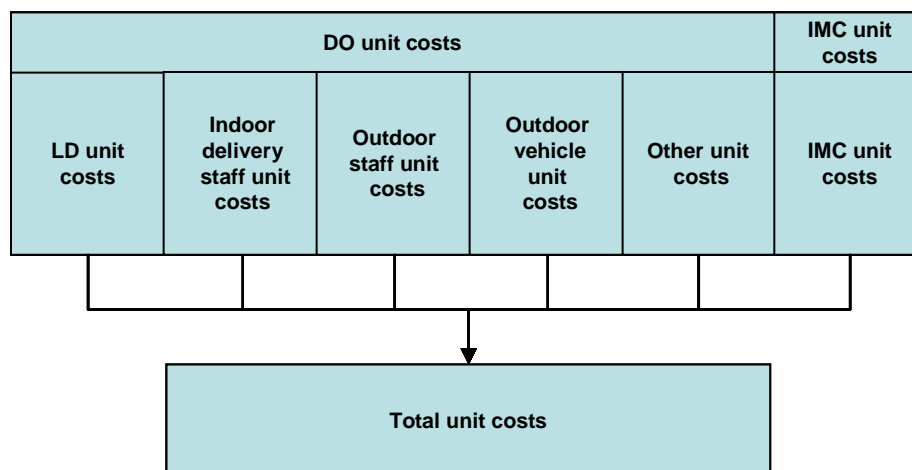 DO unit costs
IMC unit
costs
LD unit
costs
Indoor
delivery
staff unit
costs
Outdoor
staff unit
costs
Outdoor
vehicle
unit
costs
Other unit
costs
IMC unit
costs
Total unit costs